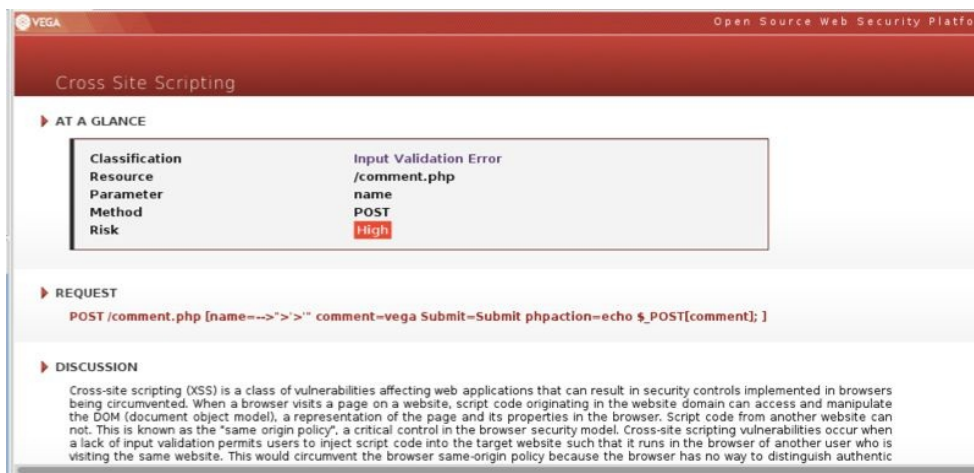 VEGA
Open Source Web Security Platfo
Cross Site Scripting
AT A GLANCE
Classification Input Validation Error
Resource /comment.php
Parameter name
Method POST
Risk High
REQUEST
POST /comment.php [name=-->">'>'" comment=vega Submit=Submit phpaction=echo $_POST[comment]; ]
DISCUSSION
Cross-site scripting (XSS) is a class of vulnerabilities affecting web applications that can result in security controls implemented in browsers
being circumvented. When a browser visits a page on a website, script code originating in the website domain can access and manipulate
the DOM (document object model), a representation of the page and its properties in the browser. Script code from another website can
not. This is known as the "same origin policy", a critical control in the browser security model. Cross-site scripting vulnerabilities occur when
a lack of input validation permits users to inject script code into the target website such that it runs in the browser of another user who is
visiting the same website. This would circumvent the browser same-origin policy because the browser has no way to distinguish authentic